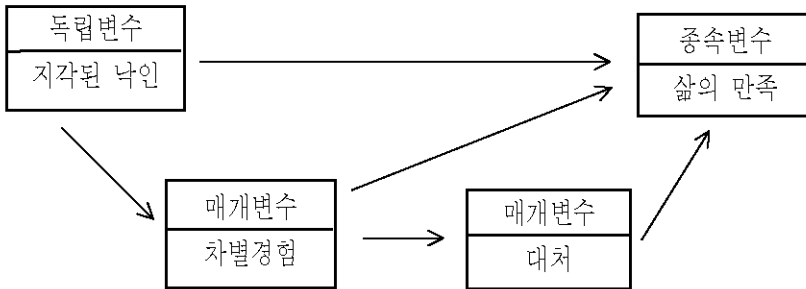 독립변수
지각된 낙인
종속변수
삶의 만족
매개변수
차별경험
매개변수
대처